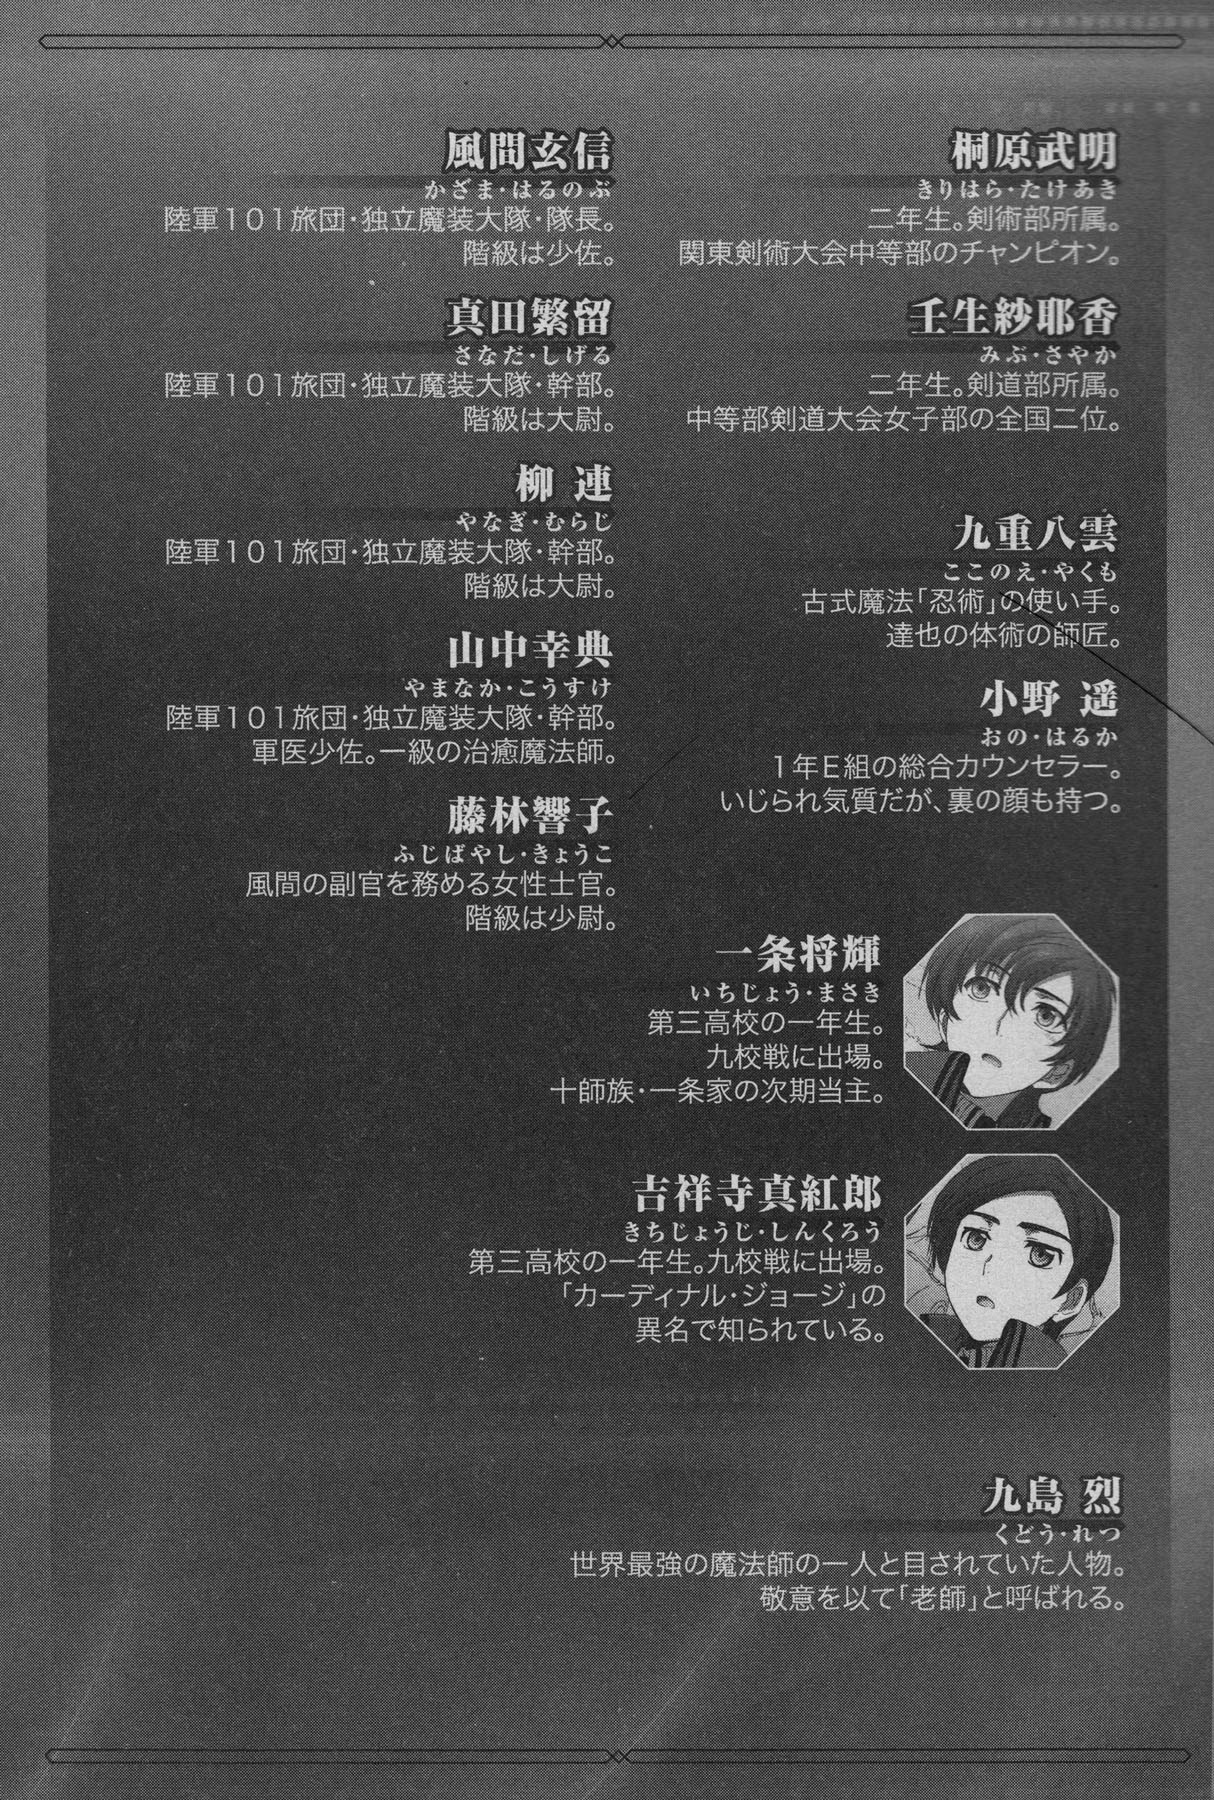 桐原武明
きりはら・たけあき
二年生。剣術部所属。
関東剣術大会中等部のチャンピオン。
壬生紗耶香
みぶ・さやか
二年生。剣道部所属。
中等部剣道大会女子部の全国二位。
九重八雲
ここのえ・やくも
古式魔法「忍術」の使い手。
達也の体術の師匠。
小野 遥
おの・はるか
1年E組の総合カウンセラー。
いじられ気質だが、裏の顔も持つ。
風間玄信
かざま・はるのぶ
陸軍101旅団・独立魔装大隊・隊長。
階級は少佐。
真田繁留
さなだ・しげる
陸軍101旅団・独立魔装大隊・幹部。
階級は大尉。
柳 連
やなぎ・むらじ
陸軍101旅団・独立魔装大隊・幹部。
階級は大尉。
山中幸典
やまなか・こうすけ
陸軍101旅団・独立魔装大隊・幹部。
軍医少佐。一級の治癒魔法師。
藤林響子
ふじばやし・きょうこ
風間の副官を務める女性士官。
階級は少尉。
一条将輝
いちじょう・まさき
第三高校の一年生。
九校戦に出場。
十師族・一条家の次期当主。
吉祥寺真紅郎
きちじょうじ・しんくろう
第三高校の一年生。九校戦に出場。
「カーディナル・ジョージ」の
異名で知られている。
九島 烈
くどう・れつ
世界最強の魔法師の一人と目されていた人物。
敬意を以て「老師」と呼ばれる。